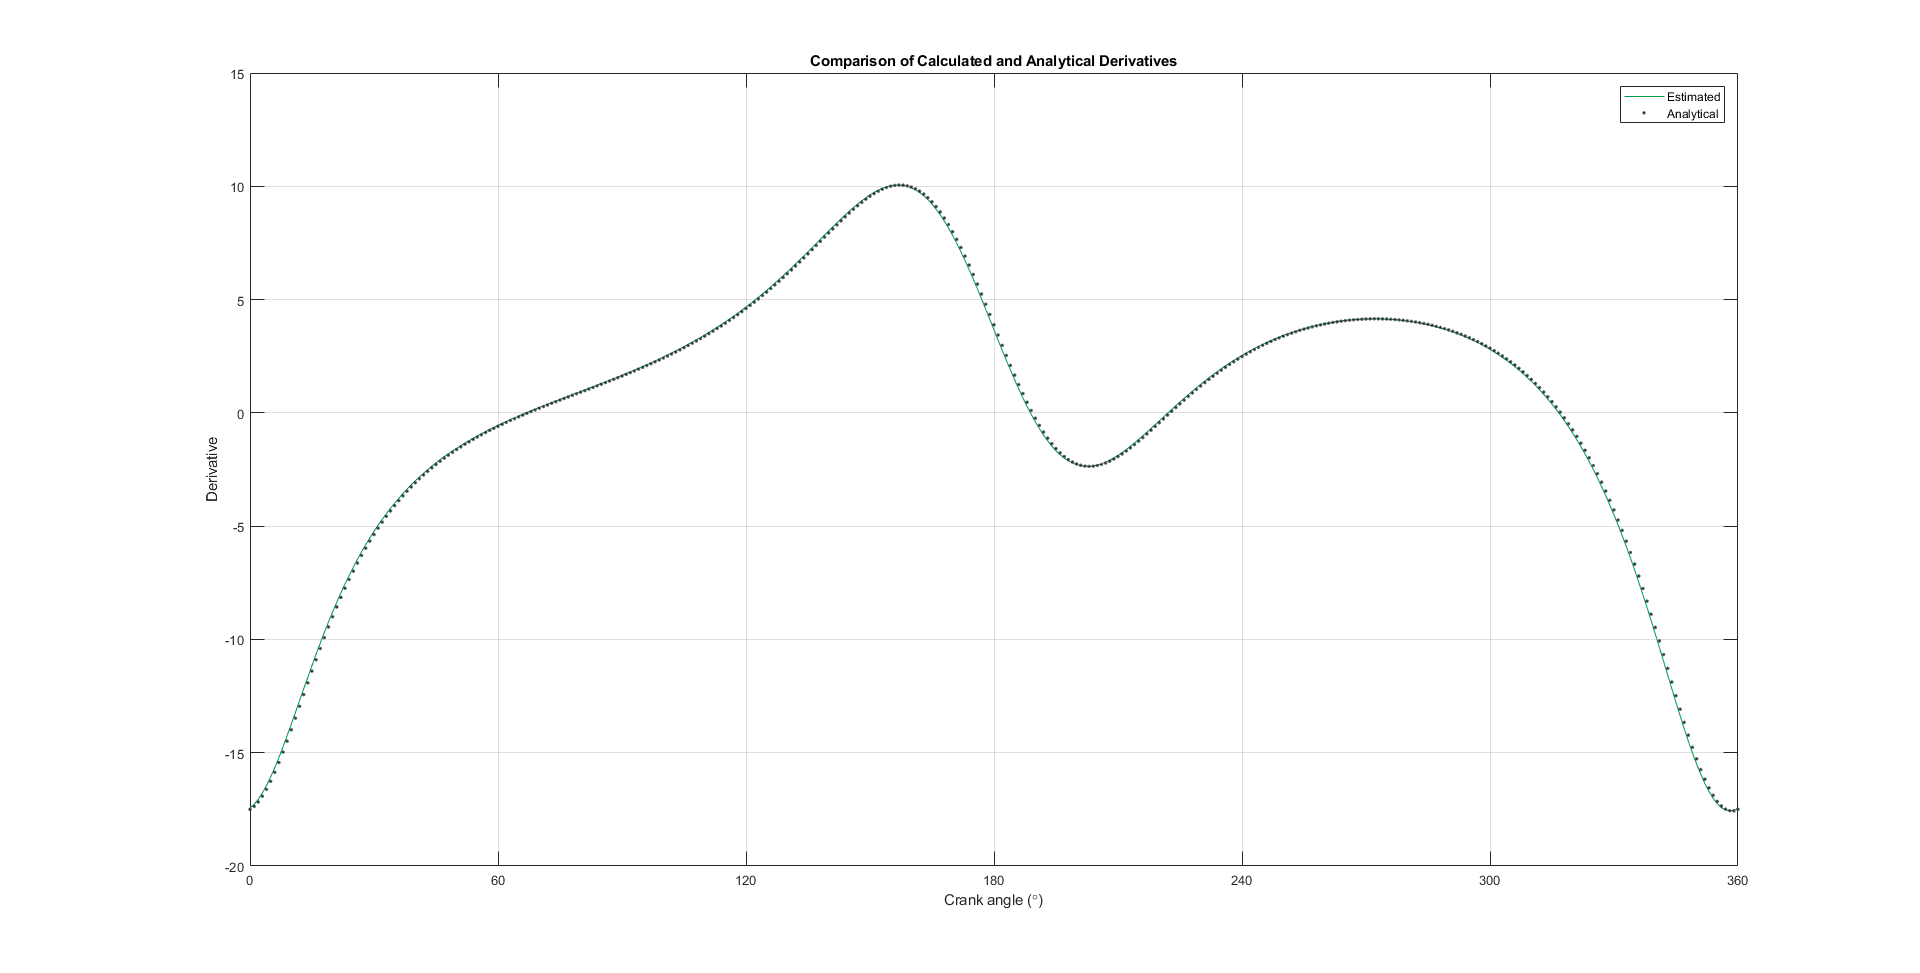 Comparison of Calculated and Analytical Derivatives
15
10
5
0
-5
-10
-15
-20
Derivative
Estimated
Analytical
0 60 120 180 240 300 360
Crank angle (°)